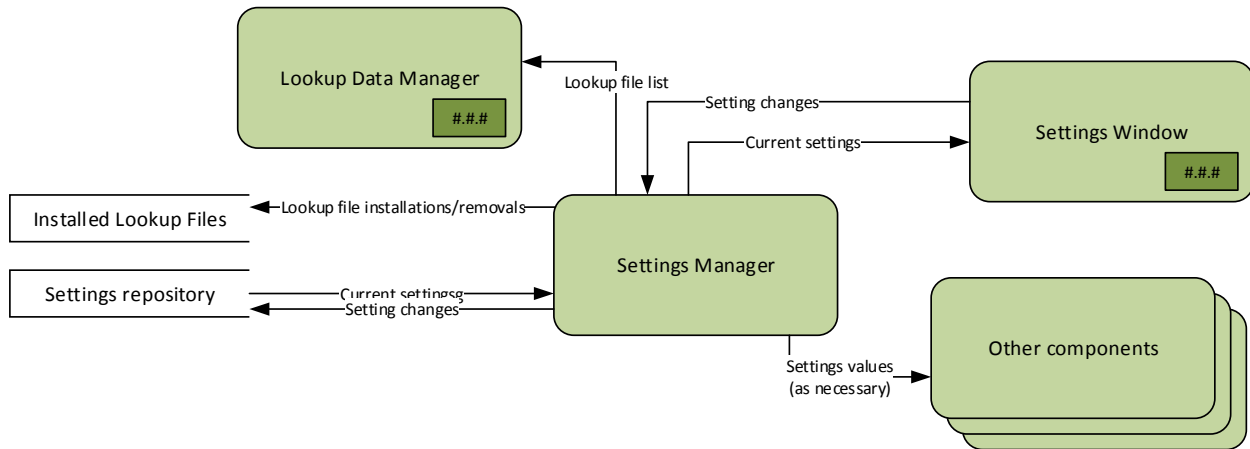 Lookup Data Manager
#.#.#
Lookup file list
Setting changes
Settings Window
Current settings
#.#.#
Lookup file installations/removals
Installed Lookup Files
Settings Manager
Settings repository
Current settingsg
Setting changes
Other components
Settings values
(as necessary)